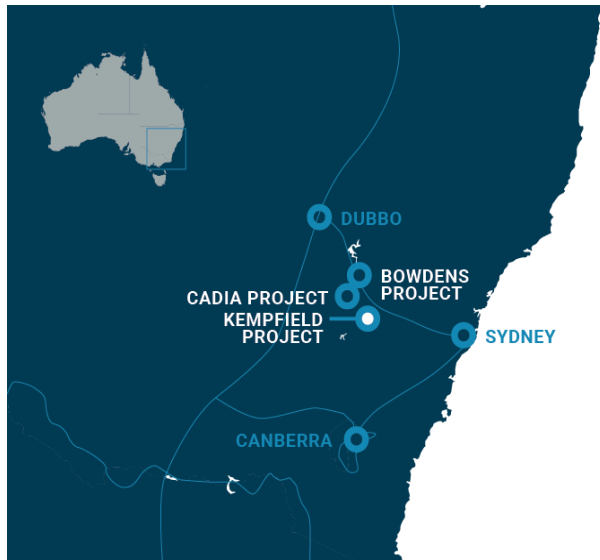 DUBBO
BOWDENS
PROJECT
CADIA PROJECT
KEMPFIELD
PROJECT
SYDNEY
CANBERRA